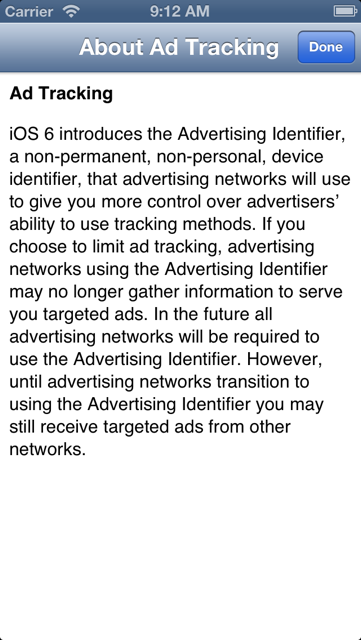 Carrier 9:12 AM
About Ad Tracking Done
Ad Tracking
iOS 6 introduces the Advertising Identifier,
a non-permanent, non-personal, device
identifier, that advertising networks will use
to give you more control over advertisers’
ability to use tracking methods. If you
choose to limit ad tracking, advertising
networks using the Advertising Identifier
may no longer gather information to serve
you targeted ads. In the future all
advertising networks will be required to
use the Advertising Identifier. However,
until advertising networks transition to
using the Advertising Identifier you may
still receive targeted ads from other
networks.